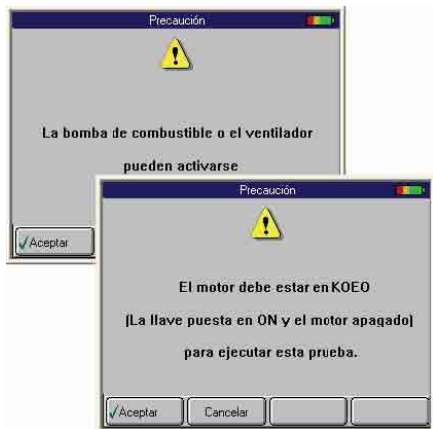 Precaución
La bomba de combustible o el ventilador
pueden activarse
Aceptar
Precaución
El motor debe estar en KOEO
(La llave puesta en ON y el motor apagado)
para ejecutar esta prueba.
Aceptar Cancelar